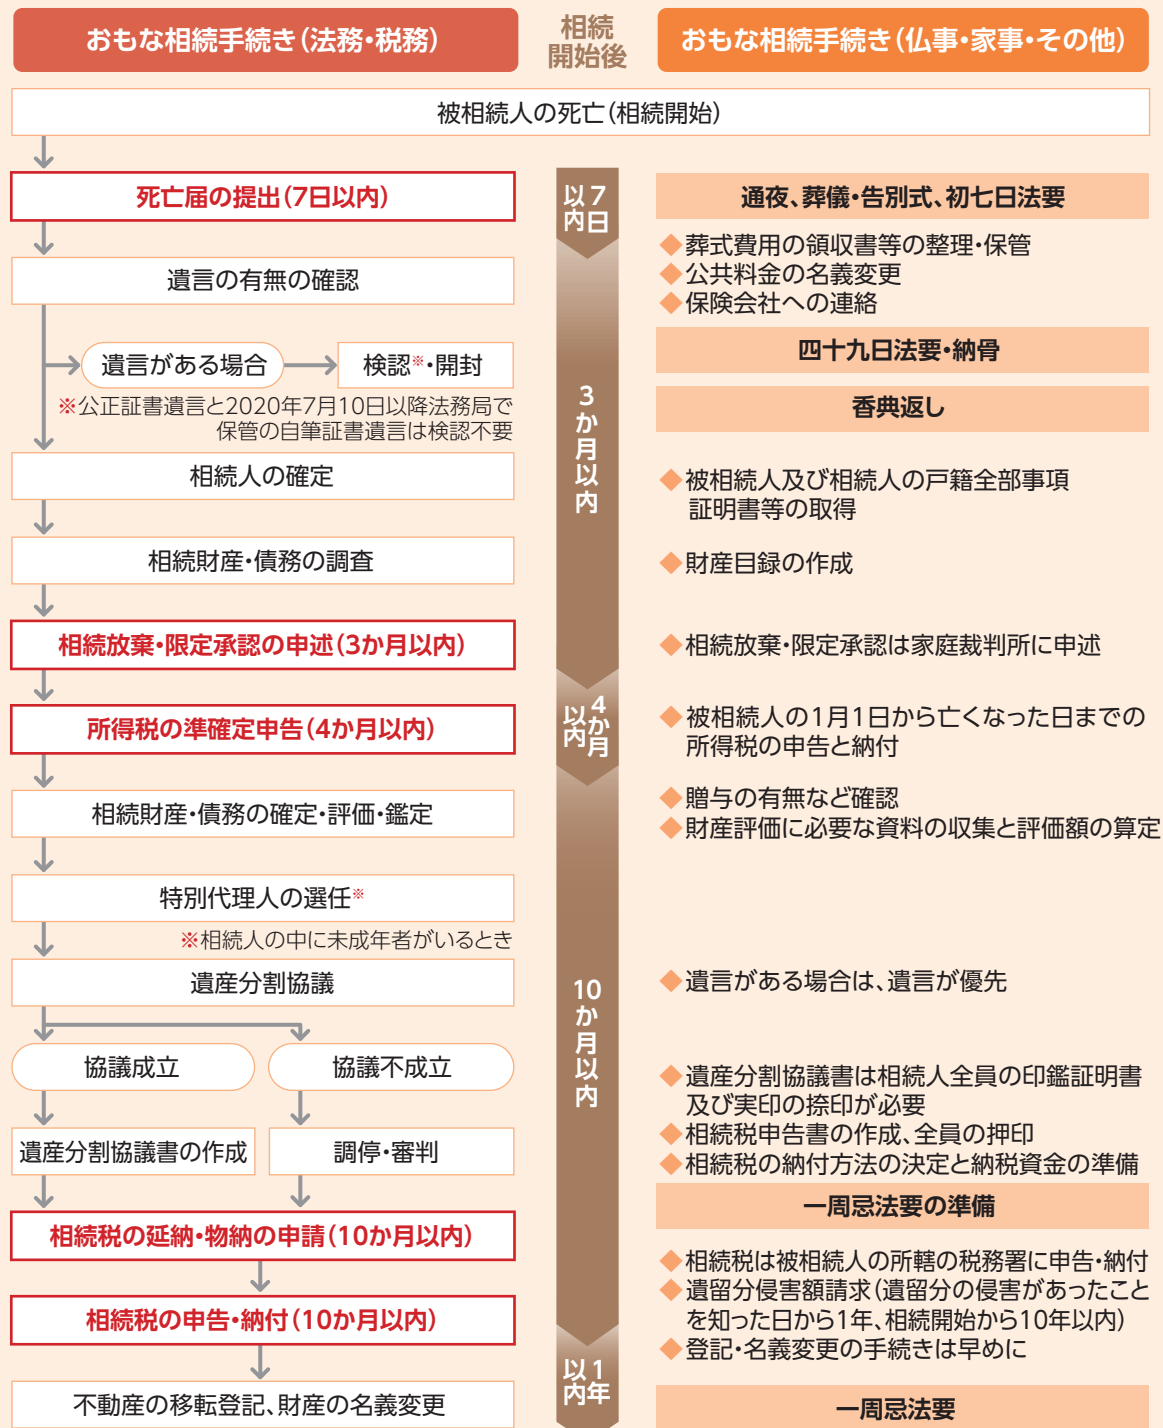 おもな相続手続き（法務・税務）
相続
開始後
おもな相続手続き（仏事・家事・その他）
被相続人の死亡（相続開始）
死亡届の提出（7日以内）
7日以内
通夜、葬儀・告別式、初七日法要
◆葬式費用の領収書等の整理・保管
◆公共料金の名義変更
◆保険会社への連絡
遺言の有無の確認
四十九日法要・納骨
遺言がある場合
検認※・開封
※公正証書遺言と2020年7月10日以降法務局で
保管の自筆証書遺言は検認不要
3か月以内
香典返し
相続人の確定
◆被相続人及び相続人の戸籍全部事項
証明書等の取得
相続財産・債務の調査
◆財産目録の作成
相続放棄・限定承認の申述（3か月以内）
◆相続放棄・限定承認は家庭裁判所に申述
所得税の準確定申告（4か月以内）
4か月以内
◆被相続人の1月1日から亡くなった日までの
所得税の申告と納付
相続財産・債務の確定・評価・鑑定
◆贈与の有無など確認
◆財産評価に必要な資料の収集と評価額の算定
特別代理人の選任※
※相続人の中に未成年者がいるとき
遺産分割協議
10か月以内
◆遺言がある場合は、遺言が優先
協議成立
協議不成立
◆遺産分割協議書は相続人全員の印鑑証明書
及び実印の捺印が必要
◆相続税申告書の作成、全員の押印
◆相続税の納付方法の決定と納税資金の準備
遺産分割協議書の作成
調停・審判
一周忌法要の準備
相続税の延納・物納の申請（10か月以内）
◆相続税は被相続人の所轄の税務署に申告・納付
◆遺留分侵害額請求（遺留分の侵害があったこと
を知った日から1年、相続開始から10年以内）
◆登記・名義変更の手続きは早めに
相続税の申告・納付（10か月以内）
1年以内
不動産の移転登記、財産の名義変更
一周忌法要